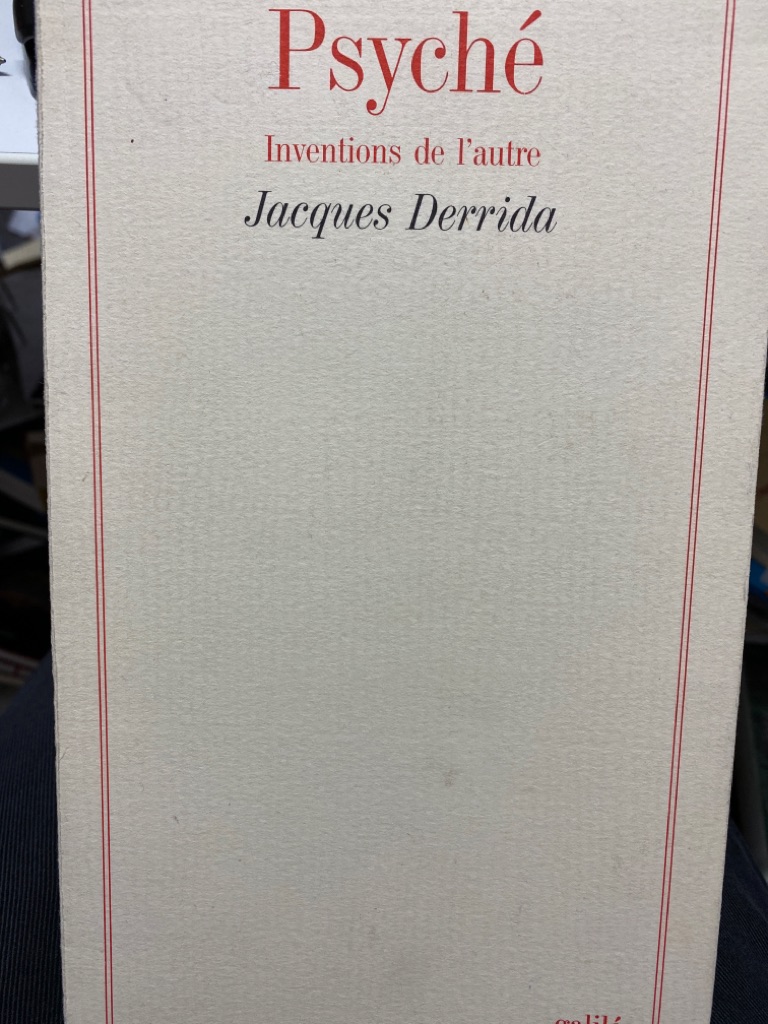 Psyché
Inventions de l'autre
Jacques Derrida